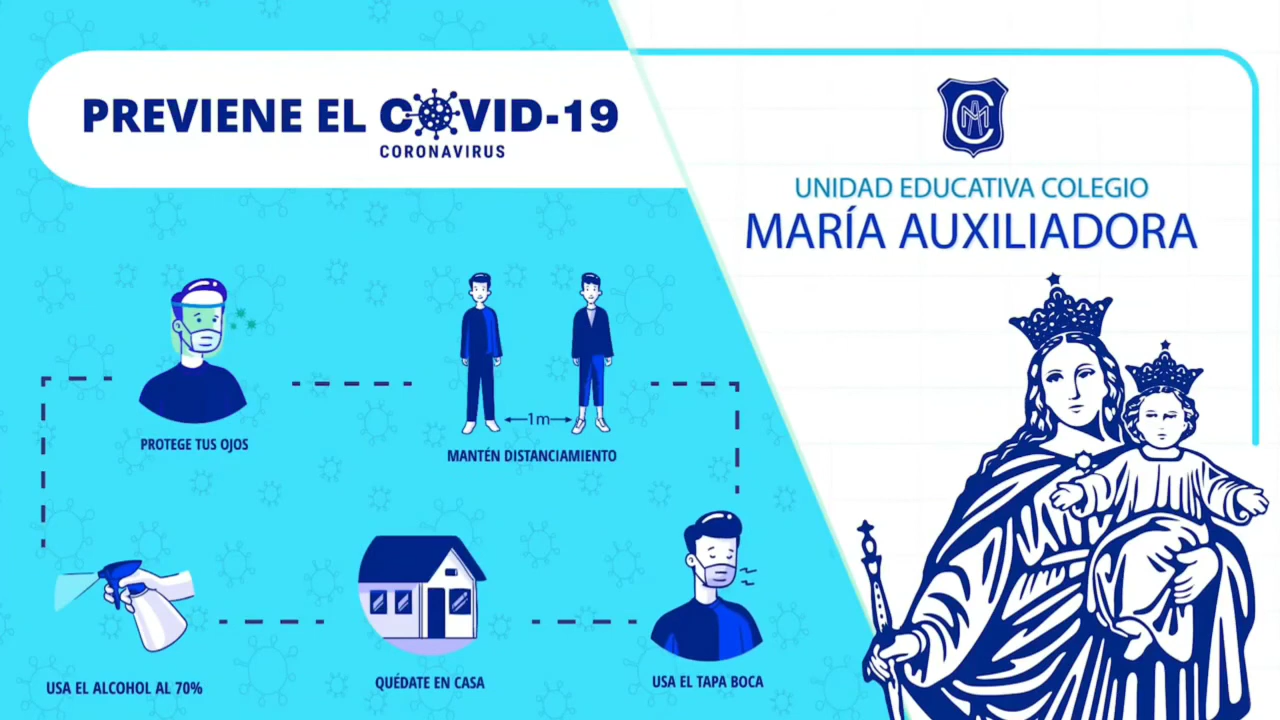 PREVIENE EL COVID-19
CORONAVIRUS
UNIDAD EDUCATIVA COLEGIO
MARÍA AUXILIADORA
PROTEGE TUS OJOS
1m
MANTÉN DISTANCIAMIENTO
USA EL ALCOHOL AL 70%
QUÉDATE EN CASA
USA EL TAPA BOCA